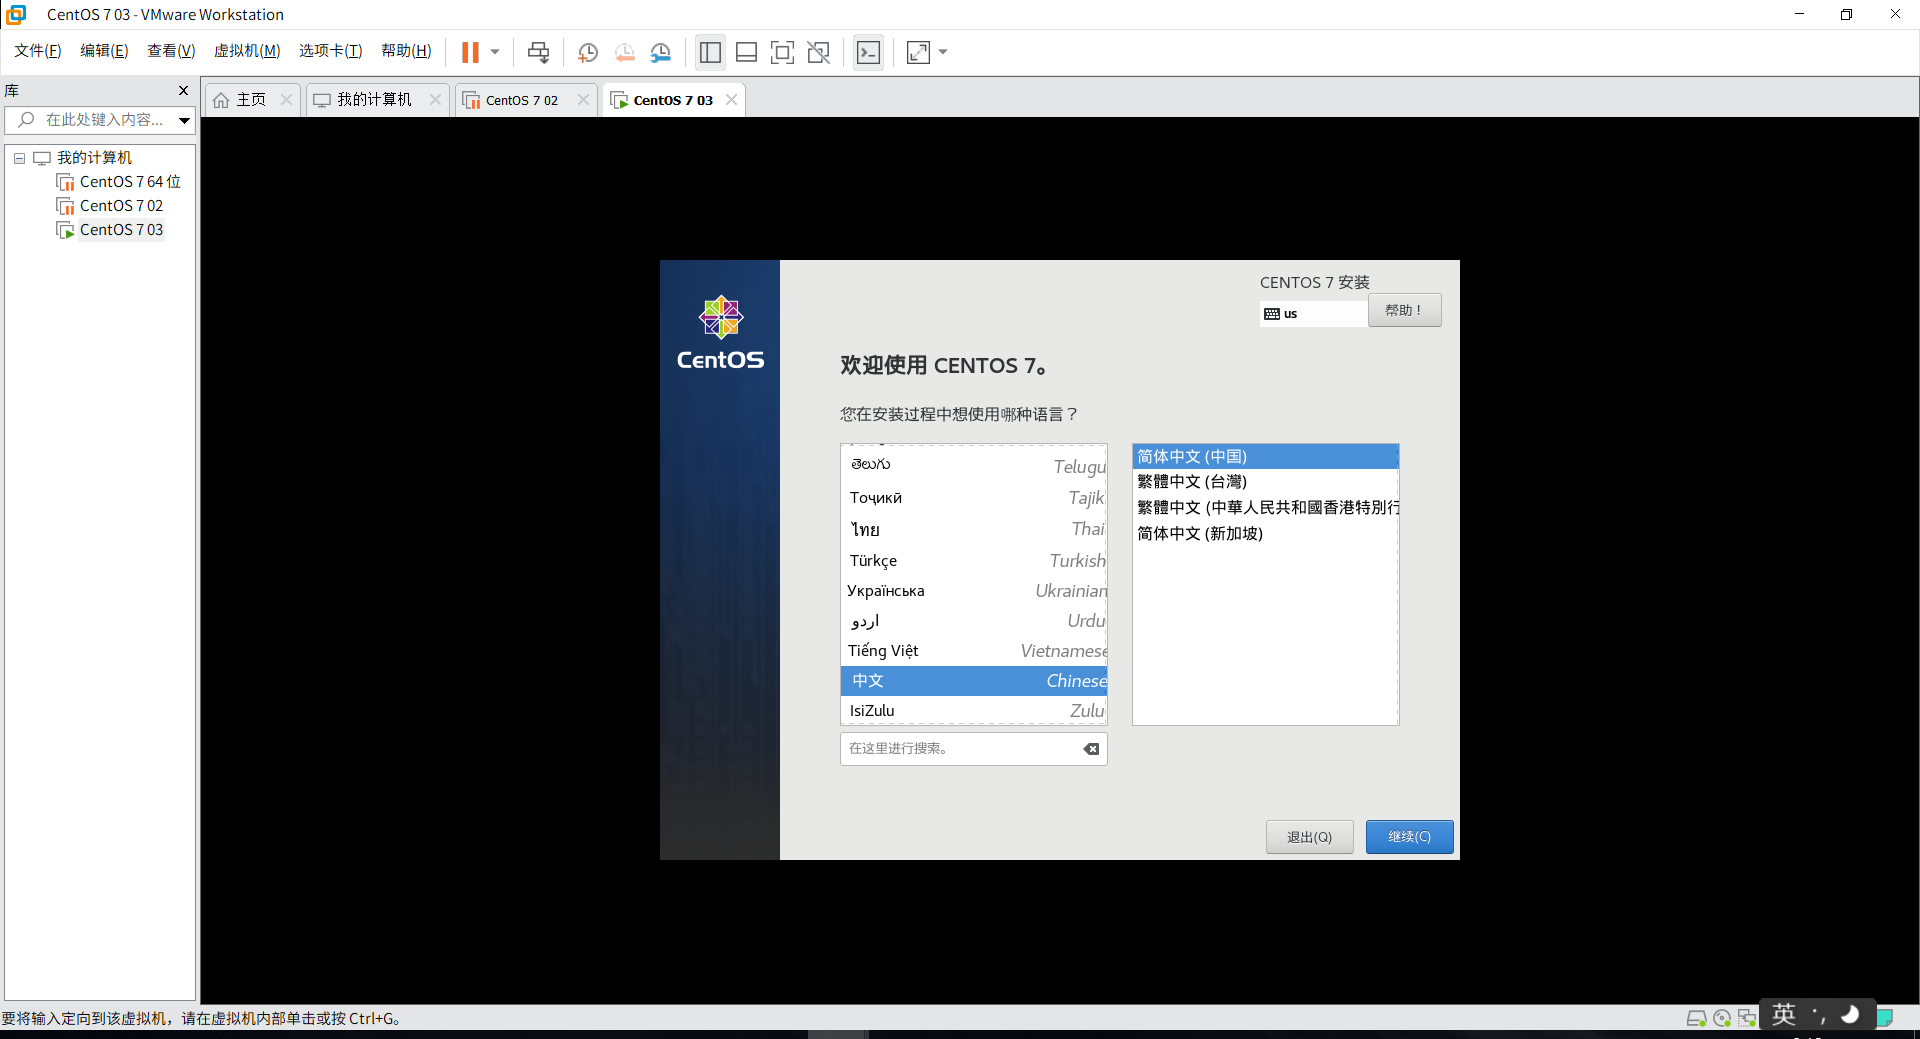 CentOS 7 03 - VMware Workstation
文件(F) 编辑(E) 查看(V) 虚拟机(M) 选项卡(T) 帮助(H)
库
主页 我的计算机 CentOS 7 02 CentOS 7 03
在此处键入内容...
我的计算机
CentOS 7 64 位
CentOS 7 02
CentOS 7 03
CentOS
CENTOS 7 安装
us
帮助！
欢迎使用 CENTOS 7。
您在安装过程中想使用哪种语言？
తెలుగు Telugu
Тоҷикӣ Tajik
ไทย Thai
Türkçe Turkish
Українська Ukrainian
اردو Urdu
Tiếng Việt Vietnamese
中文 Chinese
IsiZulu Zulu
在这里进行搜索。
简体中文 (中国)
繁體中文 (台灣)
繁體中文 (中華人民共和國香港特別行
简体中文 (新加坡)
退出(Q) 继续(C)
要将输入定向到该虚拟机，请在虚拟机内部单击或按 Ctrl+G。
英